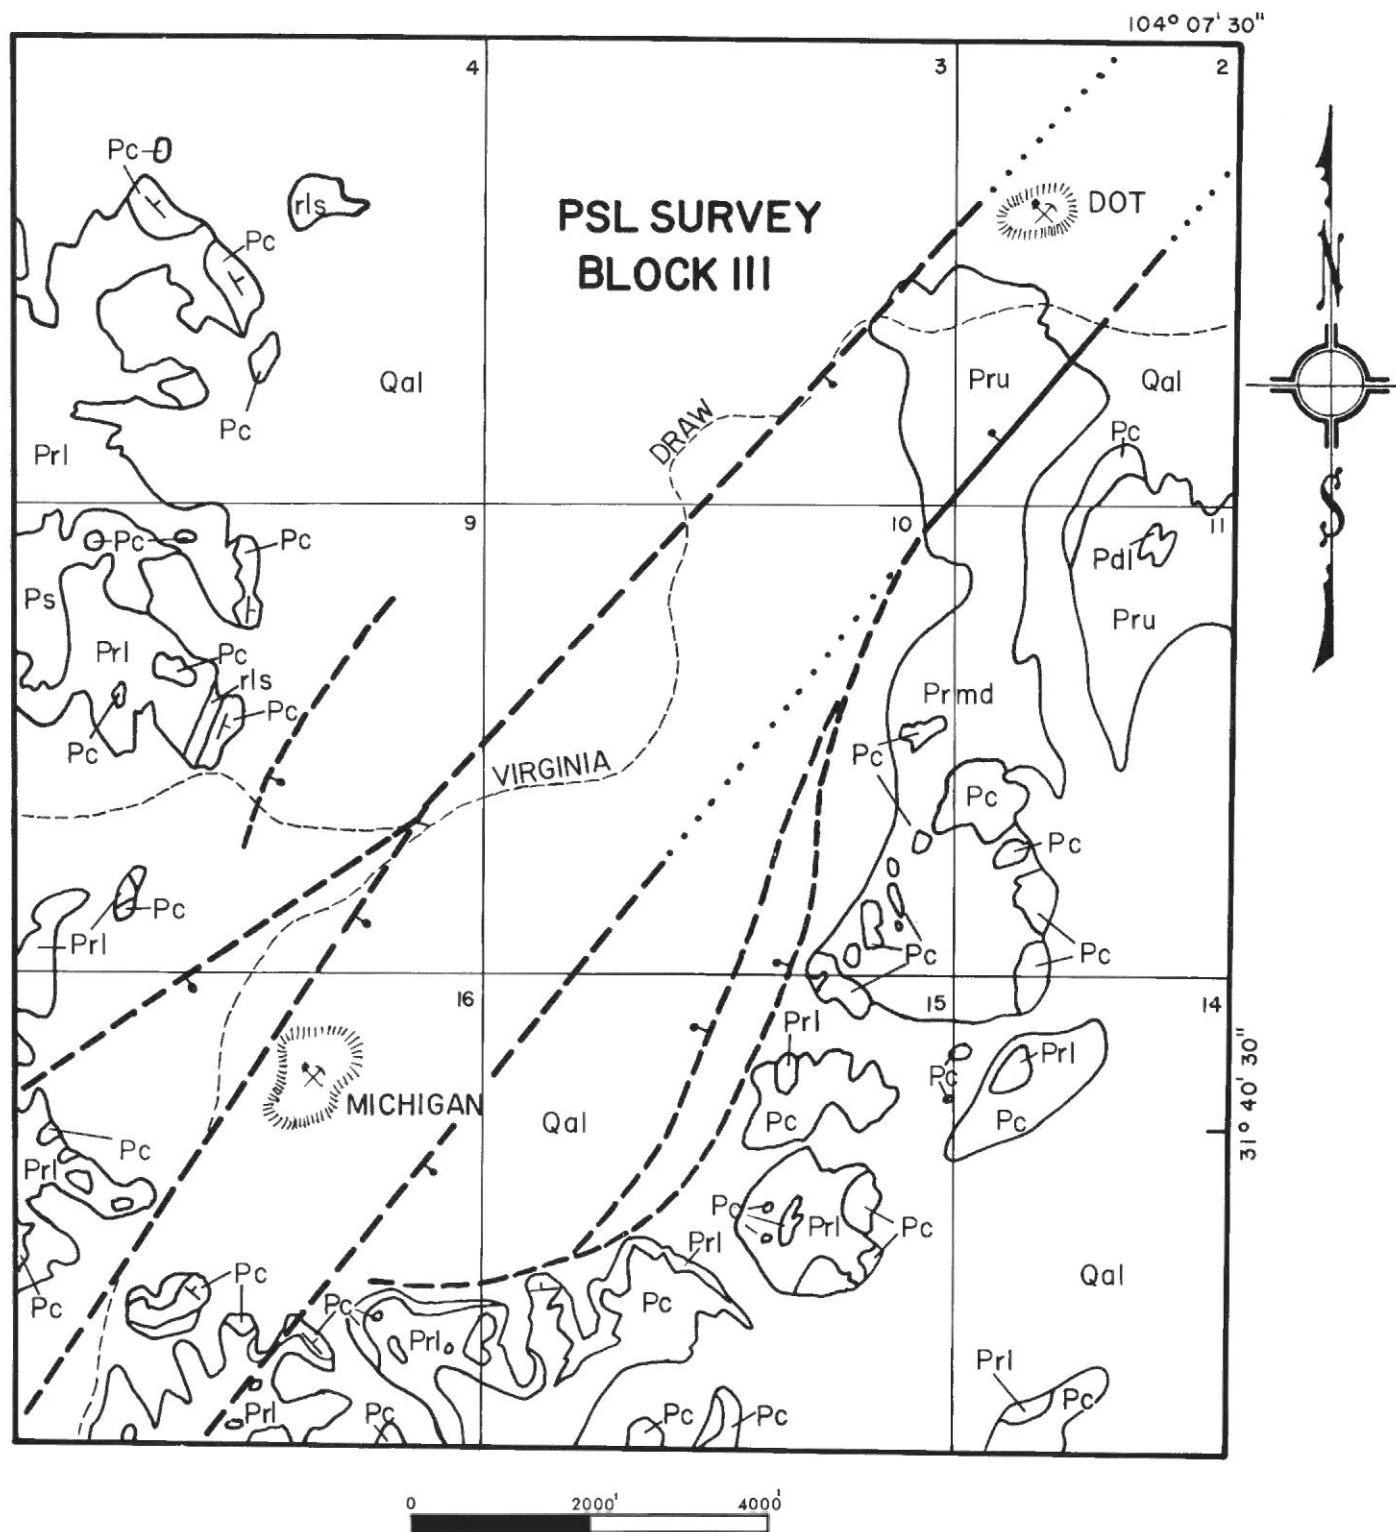 104° 07' 30"
4
3
2
Pc
rls
PSL SURVEY
BLOCK III
DOT
N
Pc
Qal
Pru
Qal
DRAW
Pc
Pc
Prl
9
10
11
Pc
Pc
Pdl
Ps
Pru
Prl
Pc
rls
Prmd
Pc
Pc
Pc
VIRGINIA
Pc
Pc
Pc
Prl
Pc
Pc
16
15
14
Prl
Prl
Pc
MICHIGAN
Qal
Pc
Pc
31° 40' 30"
Pc
Prl
Pc
Prl
Pc
Prl
Qal
Pc
Pc
Pc
Pc
Prl
Prl
Pc
Prl
Pc
Pc
Pc
S
0 2000' 4000'